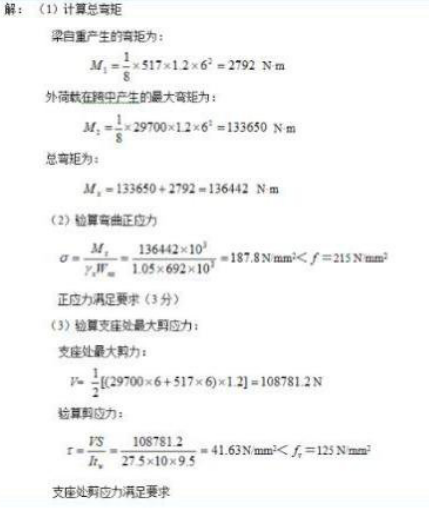 解：（1）计算总弯矩
梁自重产生的弯矩为：
M₁ = 1/8 × 517 × 1.2 × 6² = 2792 N·m
外荷载在跨中产生的最大弯矩为：
M₂ = 1/8 × 29700 × 1.2 × 6² = 133650 N·m
总弯矩为：
Mₓ = 133650 + 2792 = 136442 N·m
（2）验算弯曲正应力
σ = Mₓ / γₓWₙₓ = 136442×10³ / 1.05×692×10³ = 187.8 N/mm² < f = 215 N/mm²
正应力满足要求（3分）
（3）验算支座处最大剪应力：
支座处最大剪力：
V= 1/2 [(29700×6 + 517×6)×1.2] = 108781.2 N
验算剪应力：
τ = VS / It_w = 108781.2 / 27.5×10×9.5 = 41.63 N/mm² < fᵥ = 125 N/mm²
支座处剪应力满足要求